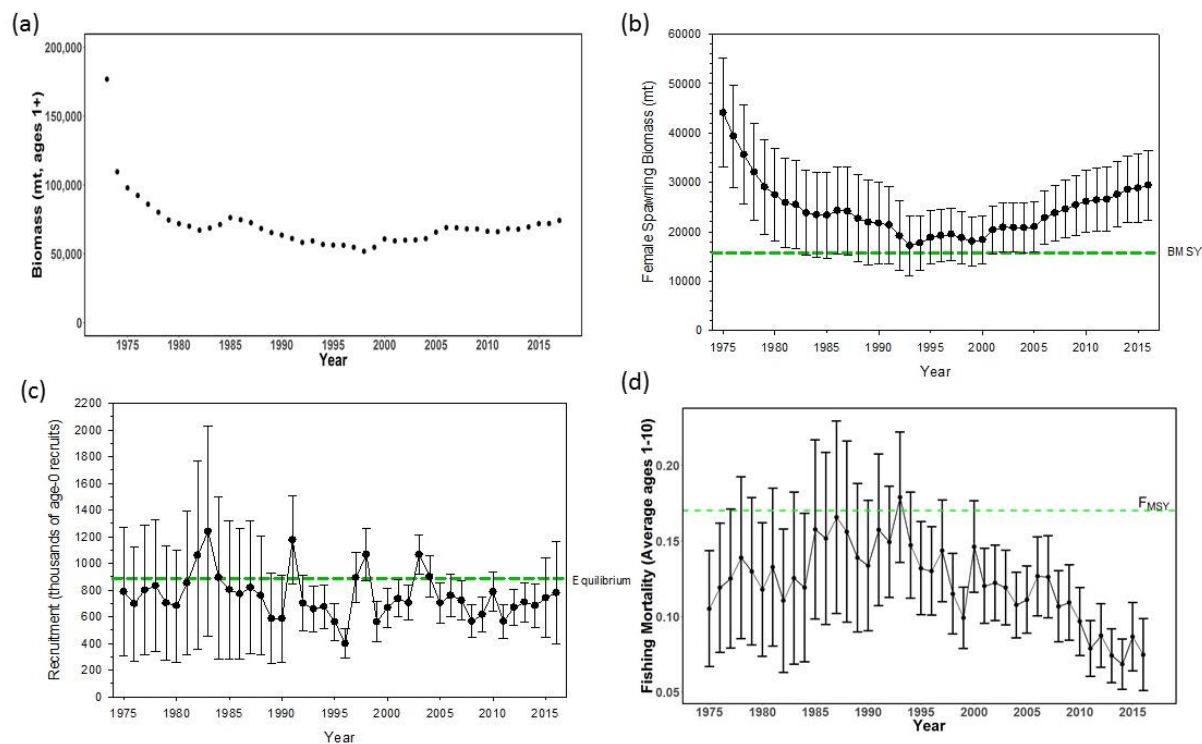 (a)
200,000
150,000
100,000
50,000
0
Biomass (mt, ages 1+)
1975 1980 1985 1990 1995 2000 2005 2010 2015
Year
(b)
60000
50000
40000
30000
20000
10000
0
Female Spawning Biomass (mt)
BMSY
1975 1980 1985 1990 1995 2000 2005 2010 2015
Year
(c)
2200
2000
1800
1600
1400
1200
1000
800
600
400
200
0
Recruitment (thousands of age-0 recruits)
Equilibrium
1975 1980 1985 1990 1995 2000 2005 2010 2015
Year
(d)
0.20
0.15
0.10
0.05
Fishing Mortality (Average ages 1-10)
FMSY
1975 1980 1985 1990 1995 2000 2005 2010 2015
Year